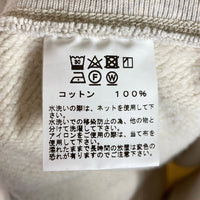 コットン 100%
水洗いの際は、ネットを使用して下
さい。
水洗いでの移染防止の為、他の物と
分けて洗濯して下さい。
アイロンをご使用の際は、当て布を
使用して下さい。
濡れたままで長時間の放置は変色の
恐れが有りますのでご注意下さい。